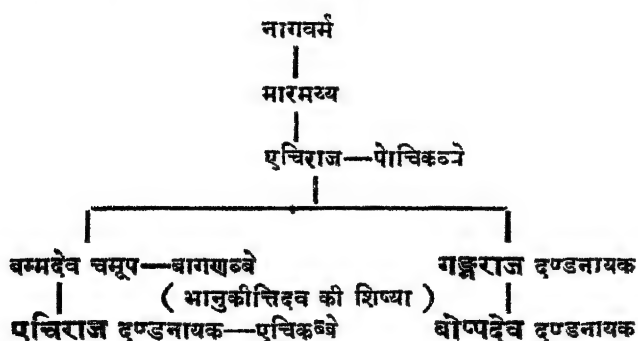 नागवर्म
मारमय्य
एचिराज—पोचिकब्बे
बम्मदेव चमूप—बागणब्बे गङ्गराज दण्डनायक
( भानुकीर्त्तिदेव की शिष्या )
एचिराज दण्डनायक—एचिकब्बे बोप्पदेव दण्डनायक